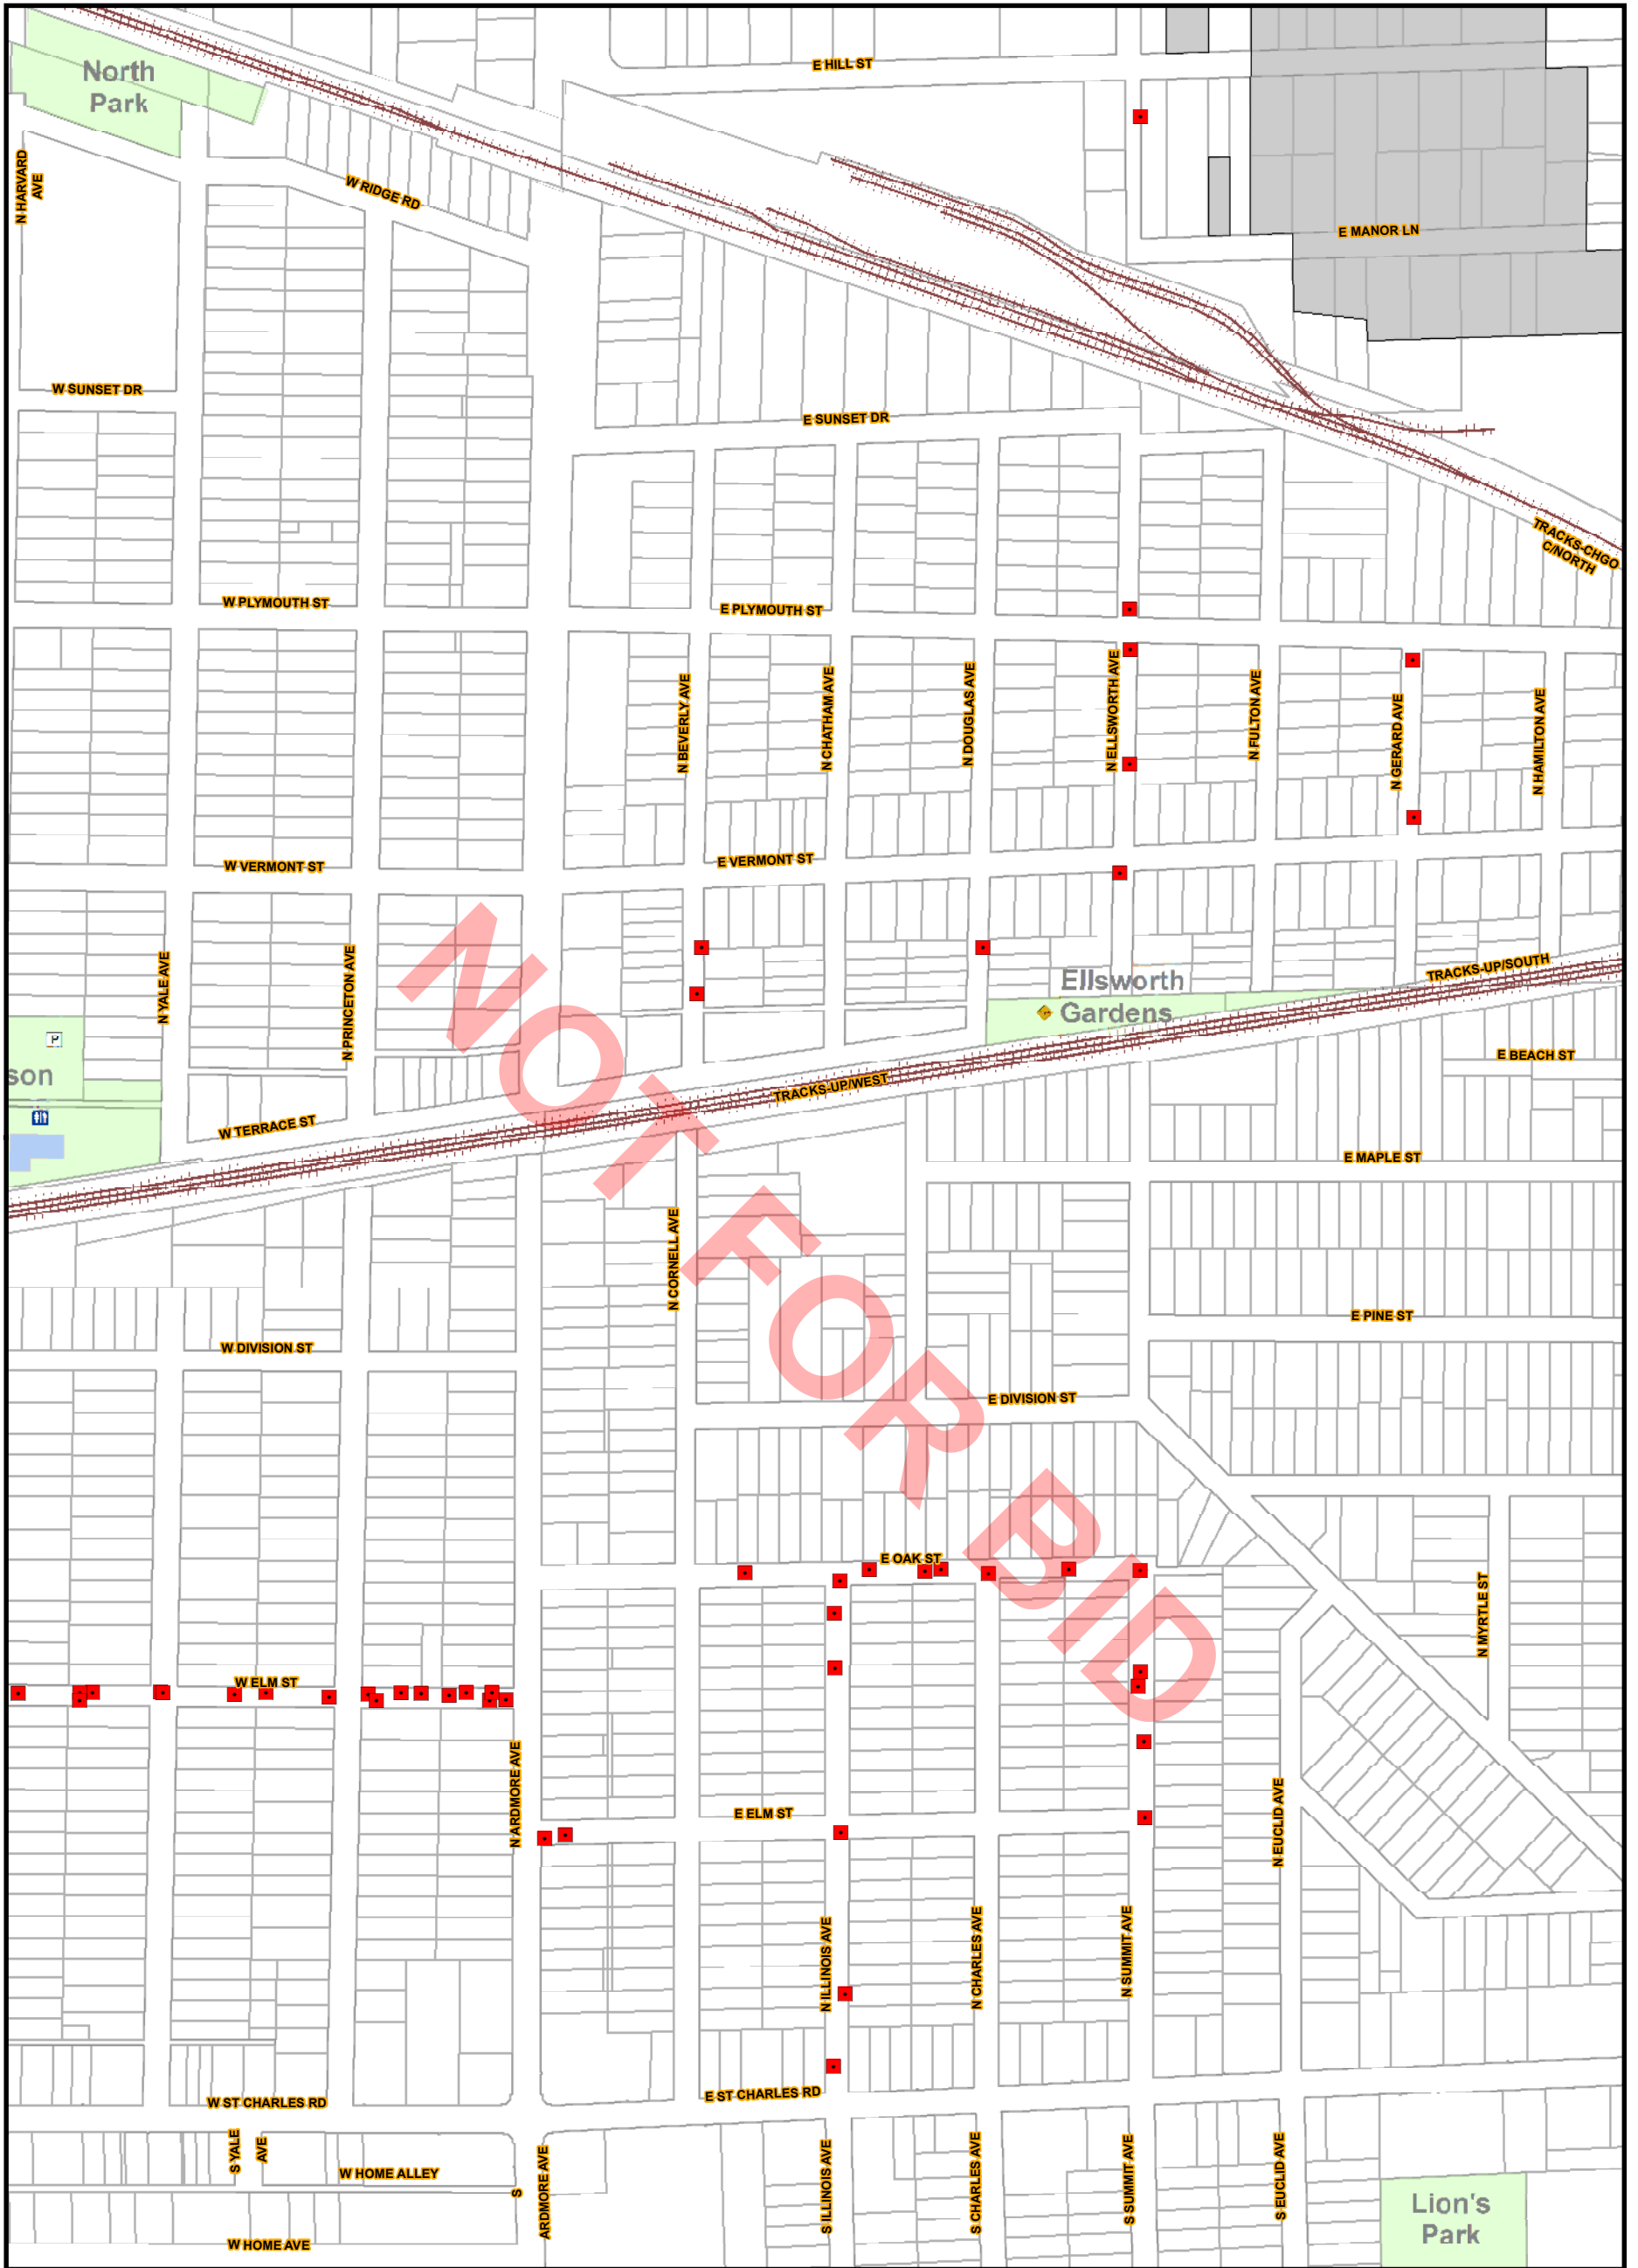 E HILL ST
North
Park
N HARVARD
AVE
W RIDGE RD
E MANOR LN
W SUNSET DR
E SUNSET DR
TRACKS-CHGO
C/NORTH
W PLYMOUTH ST
E PLYMOUTH ST
N BEVERLY AVE
N CHATHAM AVE
N DOUGLAS AVE
N ELLSWORTH AVE
N FULTON AVE
N GERARD AVE
N HAMILTON AVE
W VERMONT ST
E VERMONT ST
N YALE AVE
N PRINCETON AVE
Ellsworth
Gardens
TRACKS-UP/SOUTH
P
son
E BEACH ST
TRACKS-UP/WEST
W TERRACE ST
E MAPLE ST
N CORNELL AVE
E PINE ST
W DIVISION ST
E DIVISION ST
NOT FOR BID
E OAK ST
N MYRTLE ST
W ELM ST
N ARDMORE AVE
E ELM ST
N EUCLID AVE
N ILLINOIS AVE
N CHARLES AVE
N SUMMIT AVE
W ST CHARLES RD
E ST CHARLES RD
S YALE
AVE
W HOME ALLEY
S
ARDMORE AVE
S ILLINOIS AVE
S CHARLES AVE
S SUMMIT AVE
S EUCLID AVE
Lion's
Park
W HOME AVE